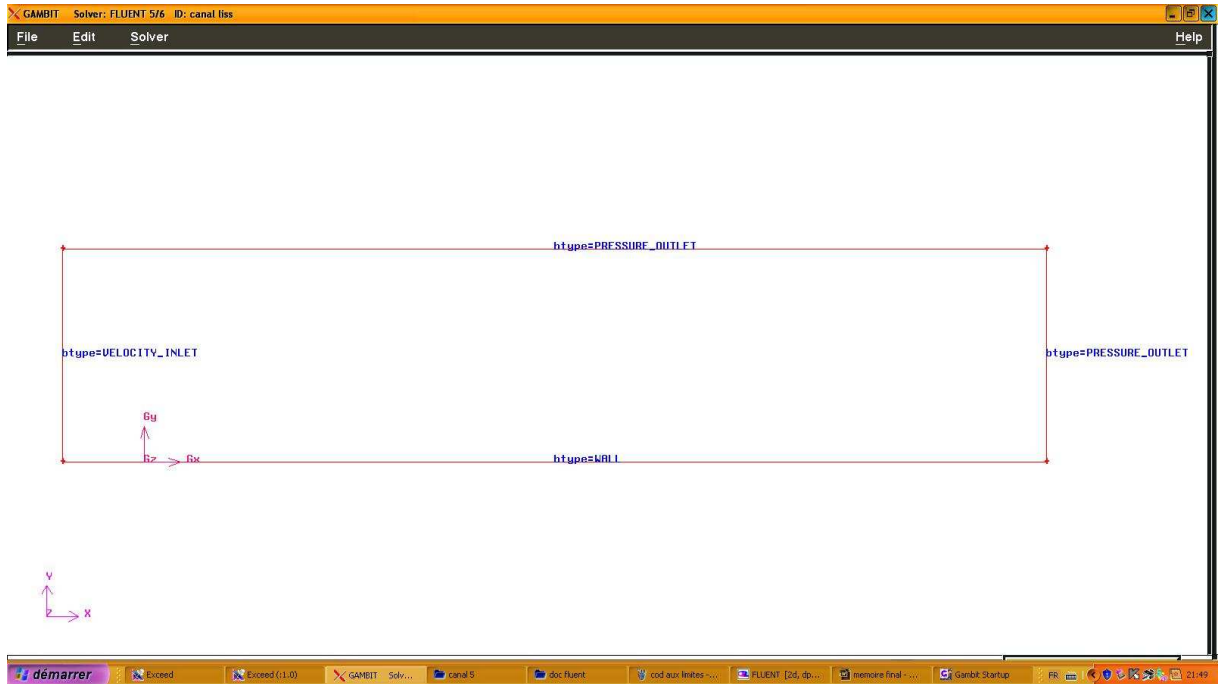 GAMBIT Solver: FLUENT 5/6 ID: canal liss
File Edit Solver Help
btype=PRESSURE_OUTLET
btype=VELOCITY_INLET
btype=PRESSURE_OUTLET
Gy
Gz Gx
btype=WALL
Y
Z X
démarrer Exceed Exceed (:1.0) GAMBIT Solv... canal 5 doc fluent cod aux limites -... FLUENT [2d, dp... memoire final - ... Gambit Startup FR 21:49